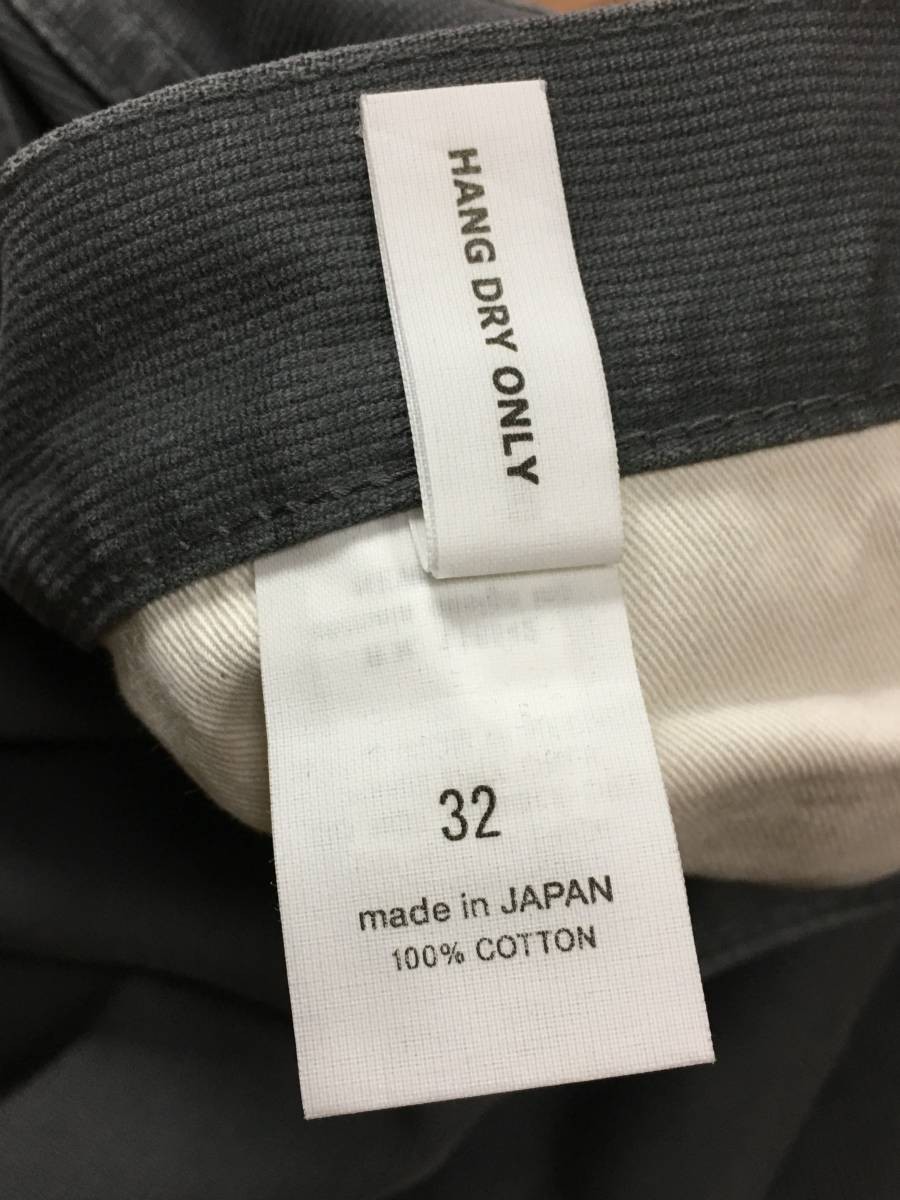 HANG DRY ONLY
32
made in JAPAN
100% COTTON